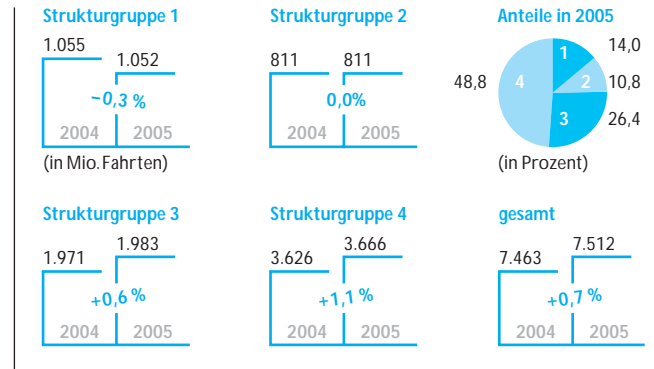 Strukturgruppe 1
1.055
1.052
–0,3 %
2004 2005
(in Mio. Fahrten)
Strukturgruppe 2
811 811
0,0%
2004 2005
Anteile in 2005
1 14,0
48,8 4 2 10,8
3 26,4
(in Prozent)
Strukturgruppe 3
1.983
1.971
+0,6 %
2004 2005
Strukturgruppe 4
3.666
3.626
+1,1 %
2004 2005
gesamt
7.512
7.463
+0,7 %
2004 2005